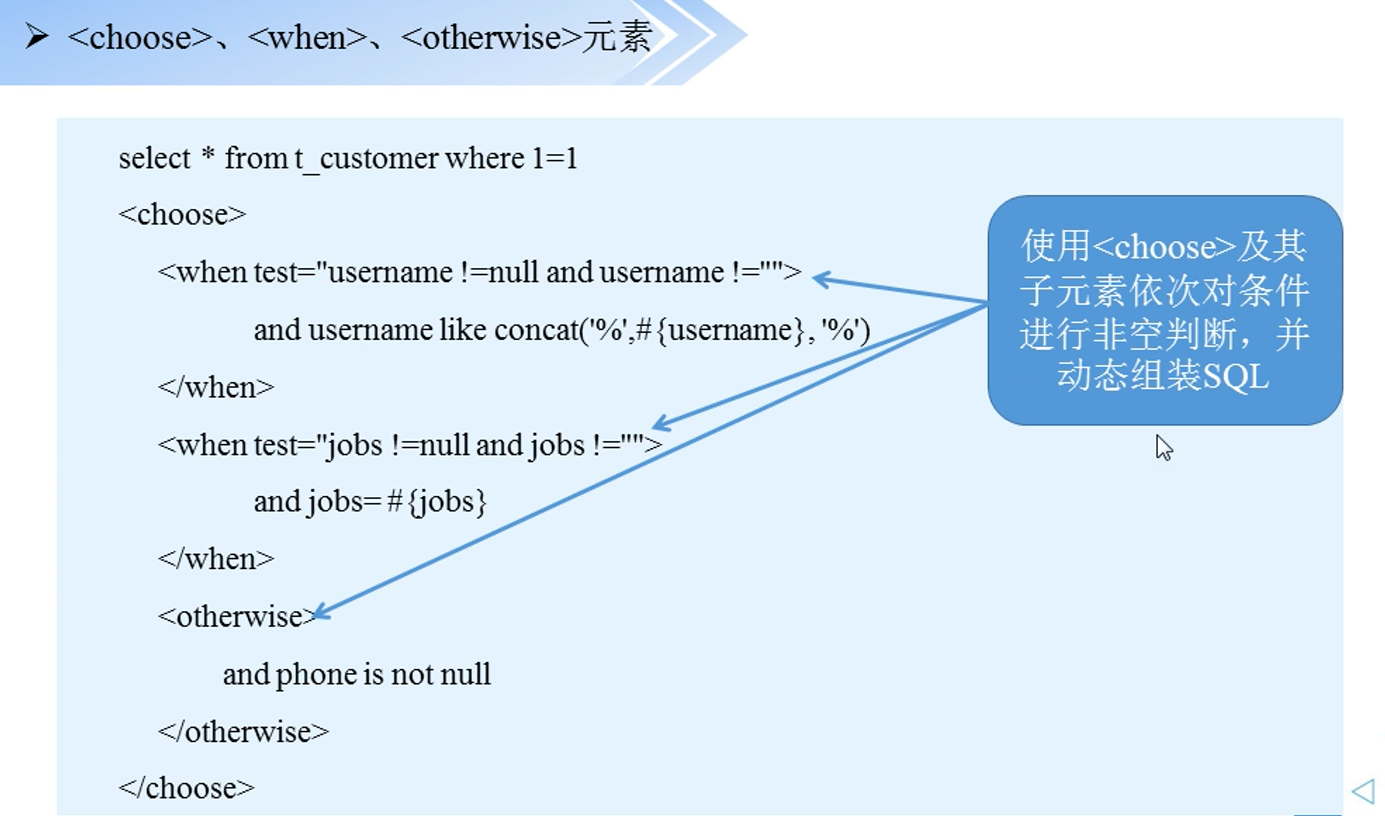 ➢ <choose>、<when>、<otherwise>元素
select * from t_customer where 1=1
<choose>
<when test="username !=null and username !="">
and username like concat('%',#{username}, '%')
</when>
<when test="jobs !=null and jobs !="">
and jobs= #{jobs}
</when>
<otherwise>
and phone is not null
</otherwise>
</choose>
使用<choose>及其
子元素依次对条件
进行非空判断，并
动态组装SQL